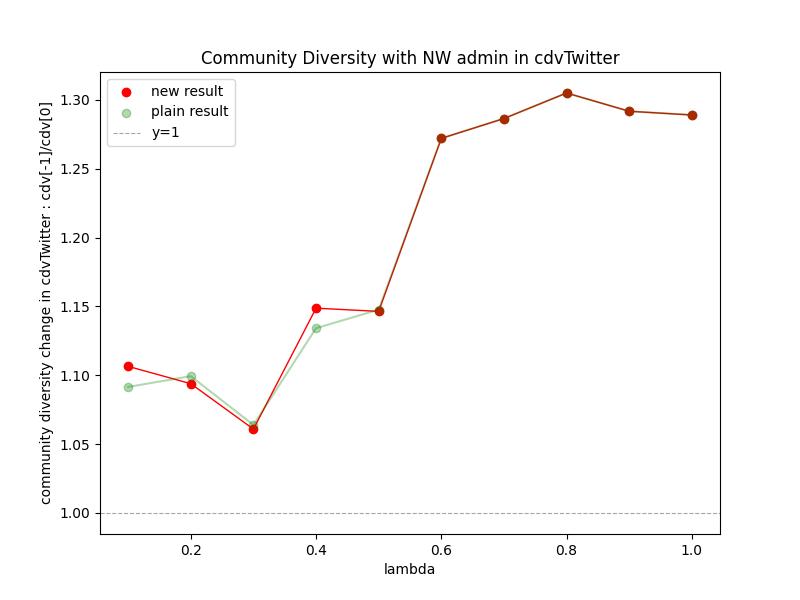 Community Diversity with NW admin in cdvTwitter
new result
plain result
y=1
community diversity change in cdvTwitter : cdv[-1]/cdv[0]
1.30
1.25
1.20
1.15
1.10
1.05
1.00
0.2 0.4 0.6 0.8 1.0
lambda